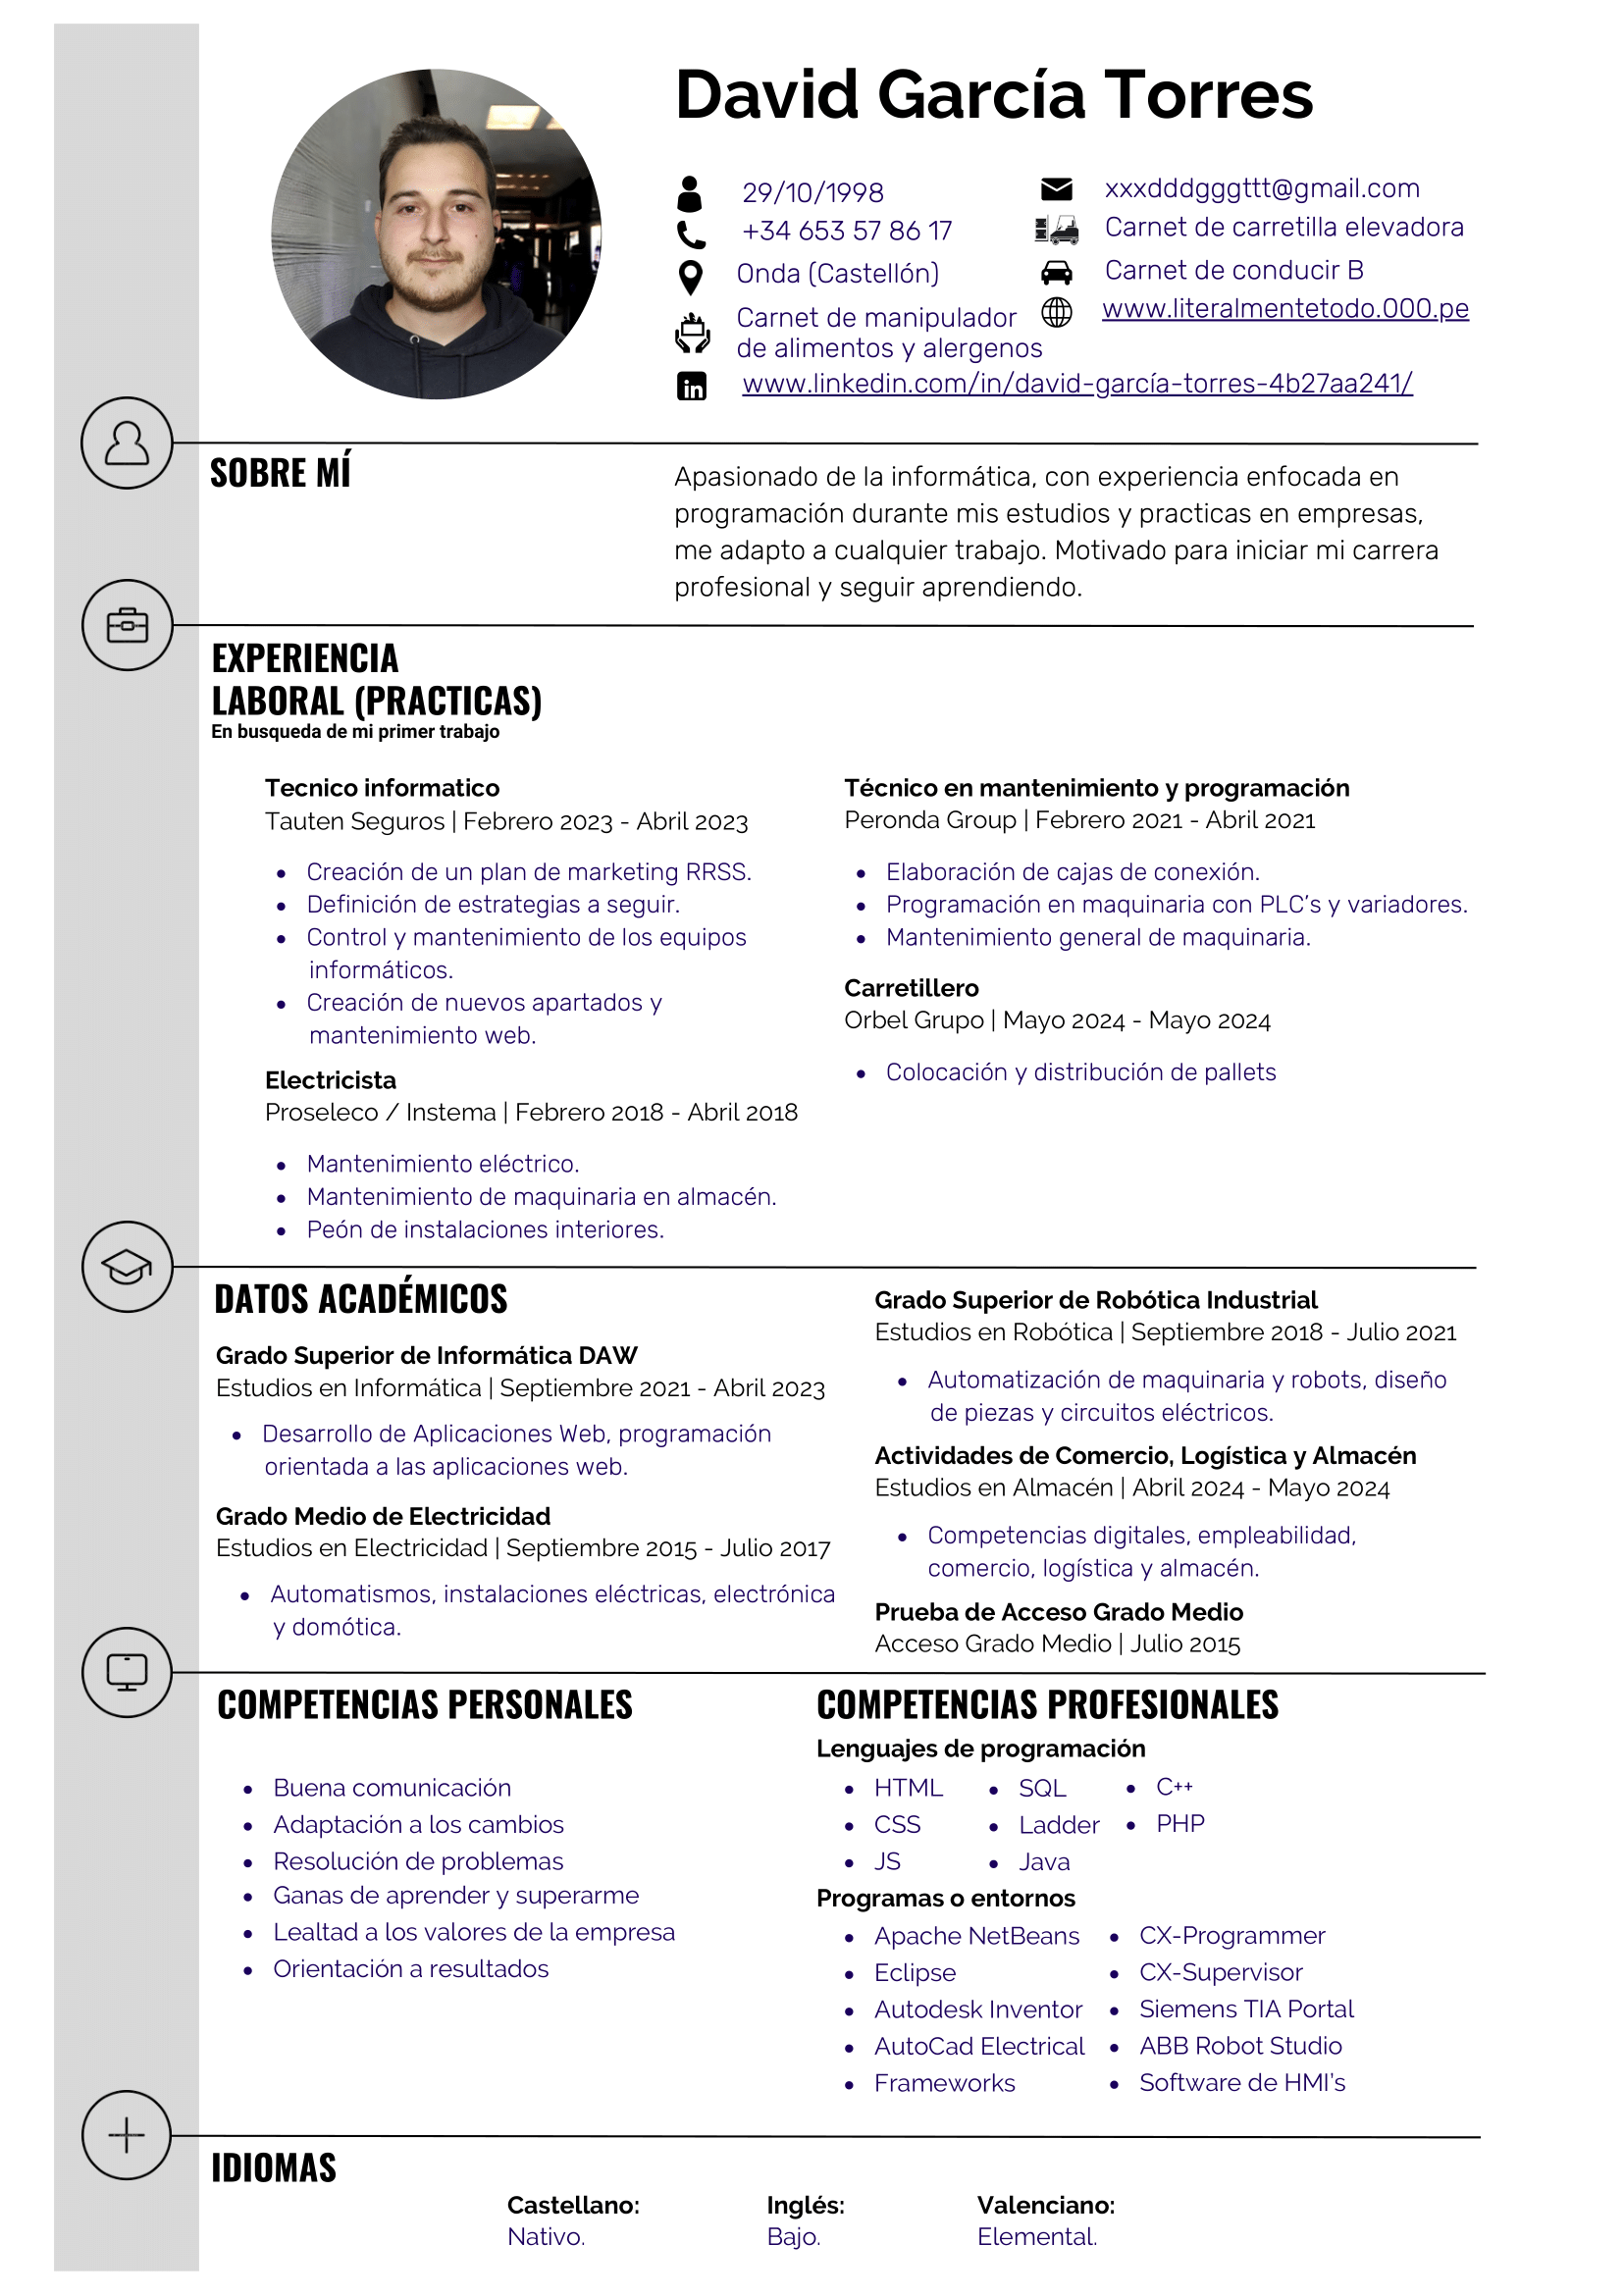 David García Torres
29/10/1998
+34 653 57 86 17
Onda (Castellón)
Carnet de manipulador
de alimentos y alergenos
xxxdddgggttt@gmail.com
Carnet de carretilla elevadora
Carnet de conducir B
www.literalmentetodo.000.pe
www.linkedin.com/in/david-garcía-torres-4b27aa241/
SOBRE MÍ
Apasionado de la informática, con experiencia enfocada en
programación durante mis estudios y practicas en empresas,
me adapto a cualquier trabajo. Motivado para iniciar mi carrera
profesional y seguir aprendiendo.
EXPERIENCIA
LABORAL (PRACTICAS)
En busqueda de mi primer trabajo
Tecnico informatico
Tauten Seguros | Febrero 2023 - Abril 2023
• Creación de un plan de marketing RRSS.
• Definición de estrategias a seguir.
• Control y mantenimiento de los equipos
informáticos.
• Creación de nuevos apartados y
mantenimiento web.
Electricista
Proseleco / Instema | Febrero 2018 - Abril 2018
• Mantenimiento eléctrico.
• Mantenimiento de maquinaria en almacén.
• Peón de instalaciones interiores.
Técnico en mantenimiento y programación
Peronda Group | Febrero 2021 - Abril 2021
• Elaboración de cajas de conexión.
• Programación en maquinaria con PLC's y variadores.
• Mantenimiento general de maquinaria.
Carretillero
Orbel Grupo | Mayo 2024 - Mayo 2024
• Colocación y distribución de pallets
DATOS ACADÉMICOS
Grado Superior de Informática DAW
Estudios en Informática | Septiembre 2021 - Abril 2023
• Desarrollo de Aplicaciones Web, programación
orientada a las aplicaciones web.
Grado Medio de Electricidad
Estudios en Electricidad | Septiembre 2015 - Julio 2017
• Automatismos, instalaciones eléctricas, electrónica
y domótica.
Grado Superior de Robótica Industrial
Estudios en Robótica | Septiembre 2018 - Julio 2021
• Automatización de maquinaria y robots, diseño
de piezas y circuitos eléctricos.
Actividades de Comercio, Logística y Almacén
Estudios en Almacén | Abril 2024 - Mayo 2024
• Competencias digitales, empleabilidad,
comercio, logística y almacén.
Prueba de Acceso Grado Medio
Acceso Grado Medio | Julio 2015
COMPETENCIAS PERSONALES
• Buena comunicación
• Adaptación a los cambios
• Resolución de problemas
• Ganas de aprender y superarme
• Lealtad a los valores de la empresa
• Orientación a resultados
COMPETENCIAS PROFESIONALES
Lenguajes de programación
• HTML
• CSS
• JS
• SQL
• Ladder
• Java
• C++
• PHP
Programas o entornos
• Apache NetBeans
• Eclipse
• Autodesk Inventor
• AutoCad Electrical
• Frameworks
• CX-Programmer
• CX-Supervisor
• Siemens TIA Portal
• ABB Robot Studio
• Software de HMI's
IDIOMAS
Castellano:
Nativo.
Inglés:
Bajo.
Valenciano:
Elemental.